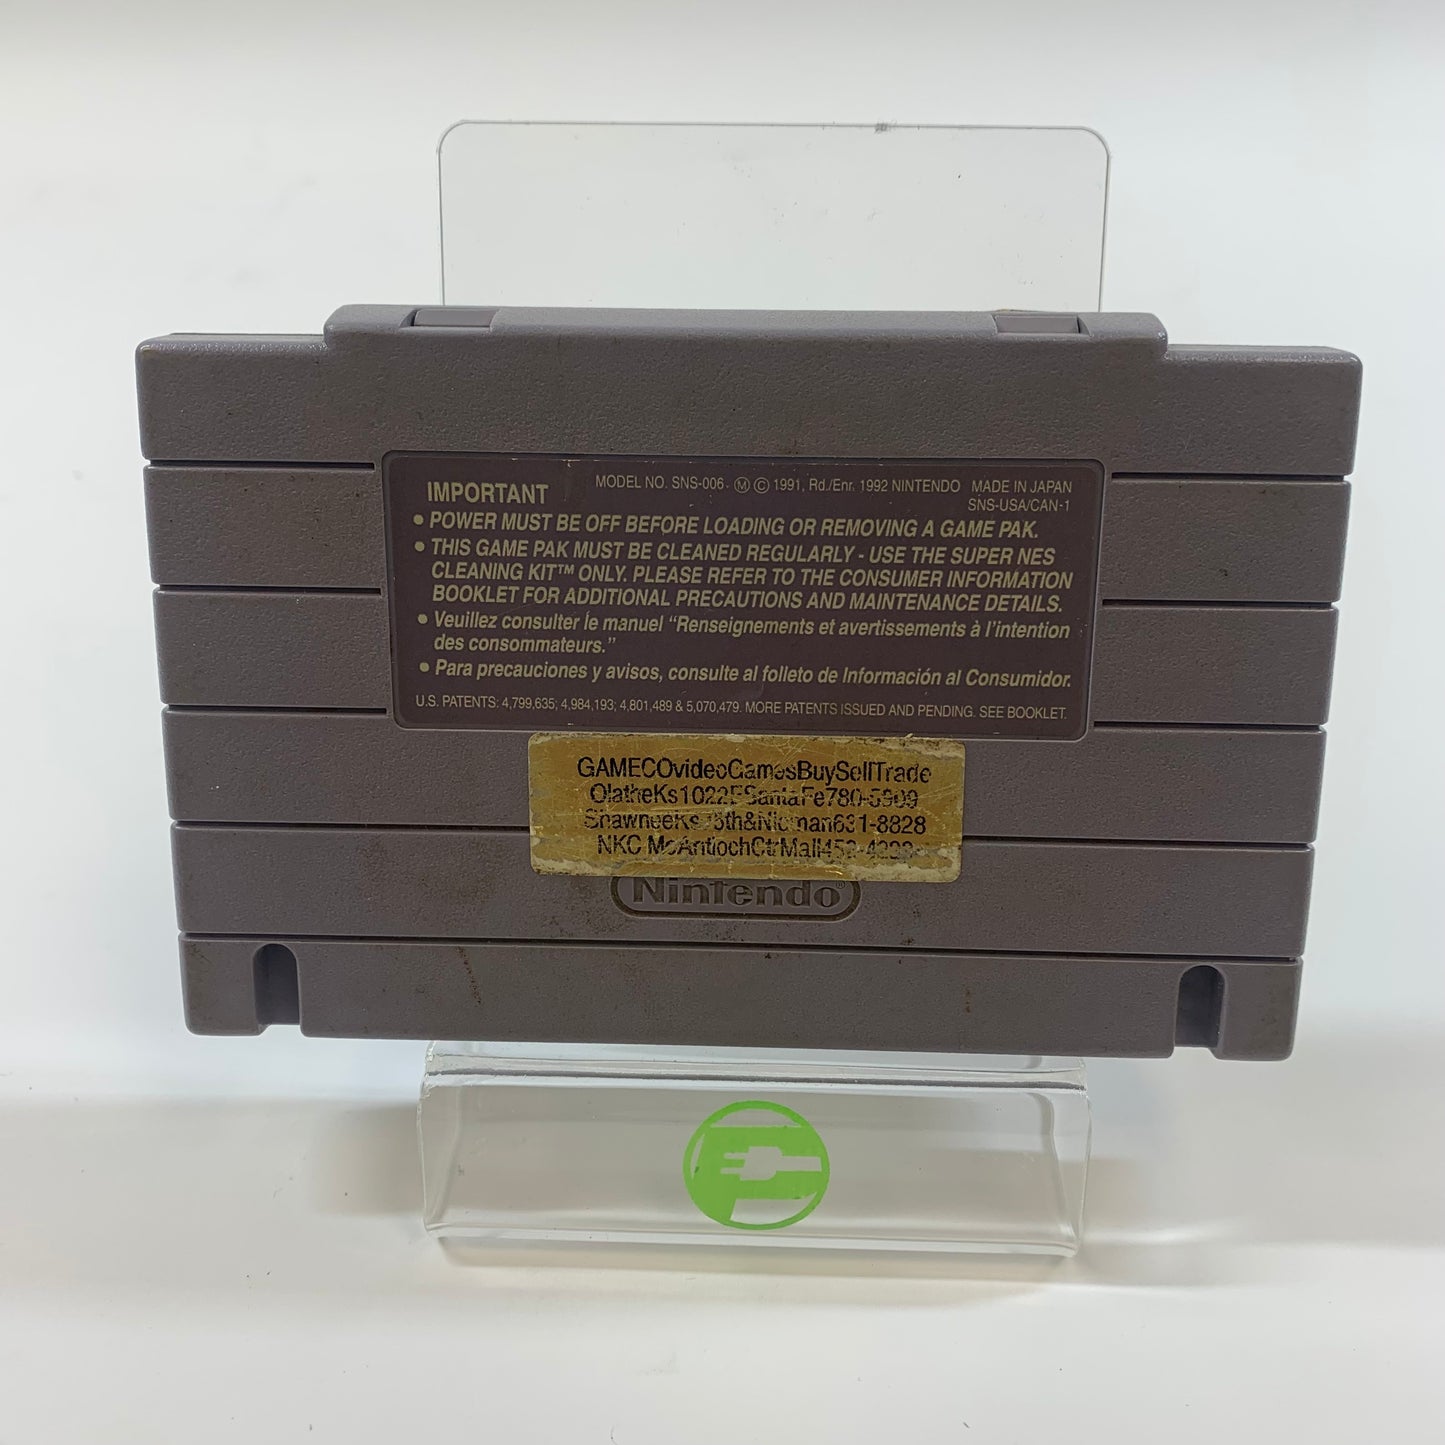 IMPORTANT
MODEL NO. SNS-006 Ⓜ © 1991, Rd./Enr. 1992 NINTENDO MADE IN JAPAN
SNS-USA/CAN-1
• POWER MUST BE OFF BEFORE LOADING OR REMOVING A GAME PAK.
• THIS GAME PAK MUST BE CLEANED REGULARLY - USE THE SUPER NES
CLEANING KIT™ ONLY. PLEASE REFER TO THE CONSUMER INFORMATION
BOOKLET FOR ADDITIONAL PRECAUTIONS AND MAINTENANCE DETAILS.
• Veuillez consulter le manuel “Renseignements et avertissements à l’intention
des consommateurs.”
• Para precauciones y avisos, consulte al folleto de Información al Consumidor.
U.S. PATENTS: 4,799,635; 4,984,193; 4,801,489 & 5,070,479. MORE PATENTS ISSUED AND PENDING. SEE BOOKLET.
GAMECOvideoGamesBuySellTrade
OlatheKs1022ESantaFe780-5909
631-8828
NKC MoAntiochCtrMall
Nintendo®